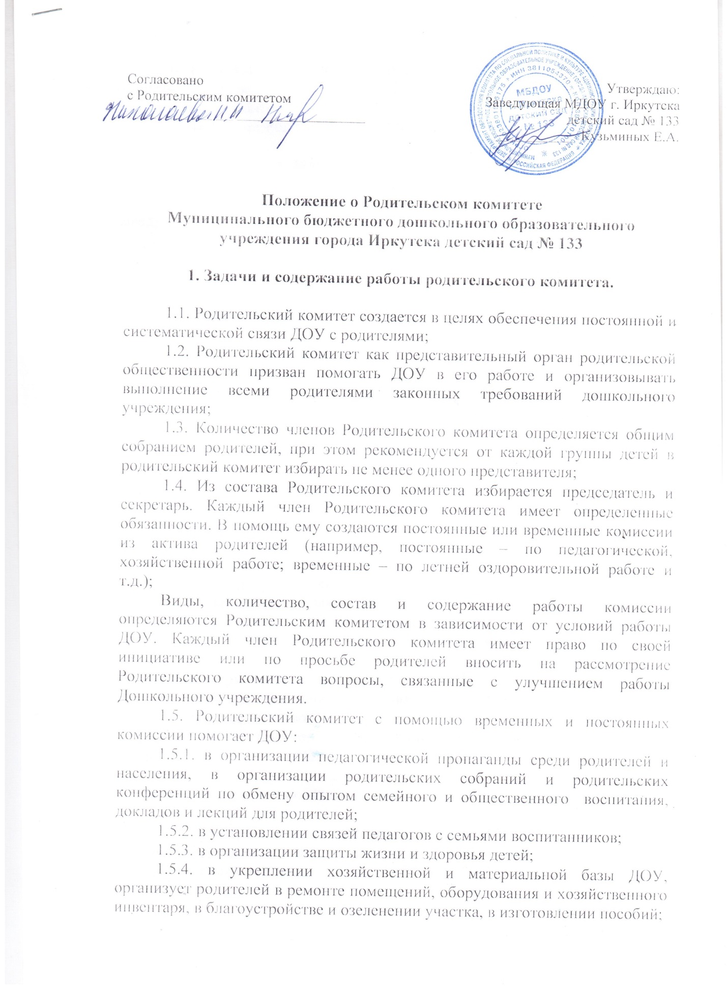 Согласовано
с Родительским комитетом
Утверждаю:
Заведующая МДОУ г. Иркутска
детский сад № 133
Кузьминых Е.А.
МБДОУ
детский сад
№ 133
Положение о Родительском комитете
Муниципального бюджетного дошкольного образовательного
учреждения города Иркутска детский сад № 133
1. Задачи и содержание работы родительского комитета.
1.1. Родительский комитет создается в целях обеспечения постоянной и
систематической связи ДОУ с родителями;
1.2. Родительский комитет как представительный орган родительской
общественности призван помогать ДОУ в его работе и организовывать
выполнение всеми родителями законных требований дошкольного
учреждения;
1.3. Количество членов Родительского комитета определяется общим
собранием родителей, при этом рекомендуется от каждой группы детей в
родительский комитет избирать не менее одного представителя;
1.4. Из состава Родительского комитета избирается председатель и
секретарь. Каждый член Родительского комитета имеет определенные
обязанности. В помощь ему создаются постоянные или временные комиссии
из актива родителей (например, постоянные – по педагогической,
хозяйственной работе; временные – по летней оздоровительной работе и
т.д.);
Виды, количество, состав и содержание работы комиссии
определяются Родительским комитетом в зависимости от условий работы
ДОУ. Каждый член Родительского комитета имеет право по своей
инициативе или по просьбе родителей вносить на рассмотрение
Родительского комитета вопросы, связанные с улучшением работы
Дошкольного учреждения.
1.5. Родительский комитет с помощью временных и постоянных
комиссии помогает ДОУ:
1.5.1. в организации педагогической пропаганды среди родителей и
населения, в организации родительских собраний и родительских
конференций по обмену опытом семейного и общественного воспитания,
докладов и лекций для родителей;
1.5.2. в установлении связей педагогов с семьями воспитанников;
1.5.3. в организации защиты жизни и здоровья детей;
1.5.4. в укреплении хозяйственной и материальной базы ДОУ,
организует родителей в ремонте помещений, оборудования и хозяйственного
инвентаря, в благоустройстве и озеленении участка, в изготовлении пособий;